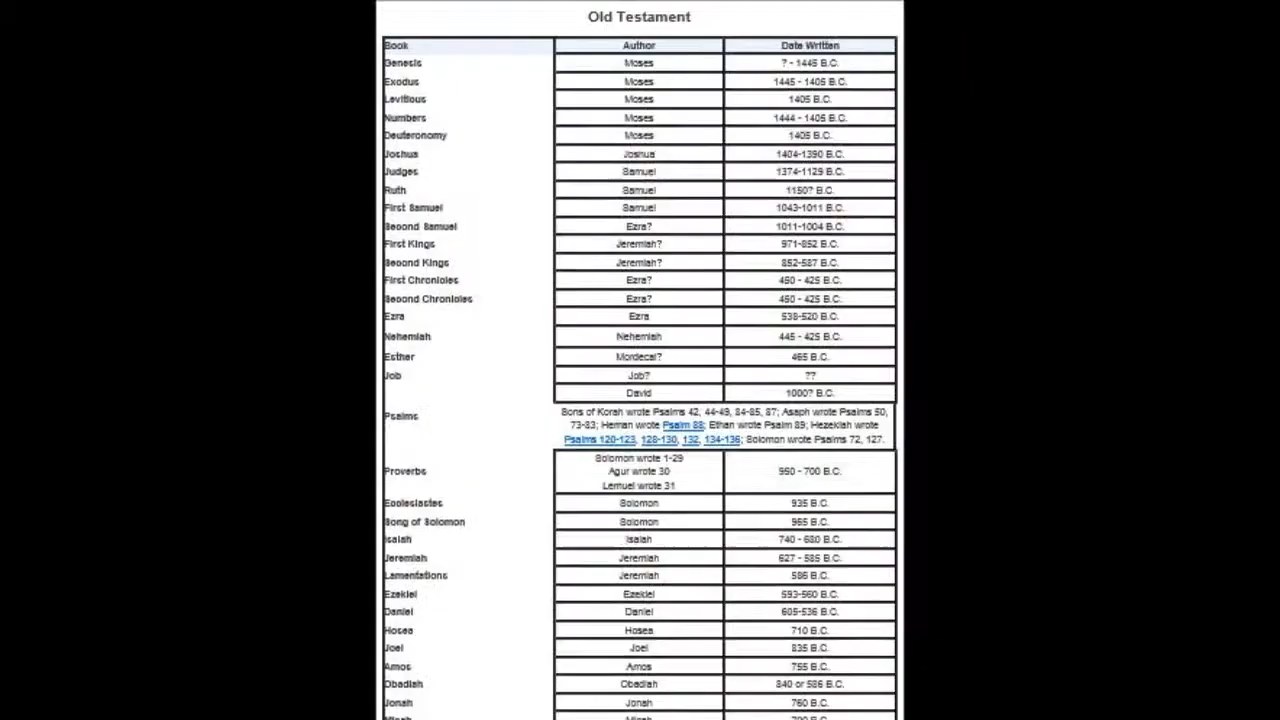 Old Testament
Book Author Date Written
Genesis Moses ? - 1445 B.C.
Exodus Moses 1445 - 1405 B.C.
Leviticus Moses 1405 B.C.
Numbers Moses 1444 - 1405 B.C.
Deuteronomy Moses 1405 B.C.
Joshua Joshua 1404-1390 B.C.
Judges Samuel 1374-1129 B.C.
Ruth Samuel 1150? B.C.
First Samuel Samuel 1043-1011 B.C.
Second Samuel Ezra? 1011-1004 B.C.
First Kings Jeremiah? 971-852 B.C.
Second Kings Jeremiah? 852-587 B.C.
First Chronicles Ezra? 450 - 425 B.C.
Second Chronicles Ezra? 450 - 425 B.C.
Ezra Ezra 538-520 B.C.
Nehemiah Nehemiah 445 - 425 B.C.
Esther Mordecai? 465 B.C.
Job Job? ??
David 1000? B.C.
Psalms
Sons of Korah wrote Psalms 42, 44-49, 84-85, 87; Asaph wrote Psalms 50,
73-83; Heman wrote Psalm 88; Ethan wrote Psalm 89; Hezekiah wrote
Psalms 120-123, 128-130, 132, 134-136; Solomon wrote Psalms 72, 127.
Solomon wrote 1-29
Proverbs Agur wrote 30 950 - 700 B.C.
Lemuel wrote 31
Ecclesiastes Solomon 935 B.C.
Song of Solomon Solomon 965 B.C.
Isaiah Isaiah 740 - 680 B.C.
Jeremiah Jeremiah 627 - 585 B.C.
Lamentations Jeremiah 586 B.C.
Ezekiel Ezekiel 593-560 B.C.
Daniel Daniel 605-536 B.C.
Hosea Hosea 710 B.C.
Joel Joel 835 B.C.
Amos Amos 755 B.C.
Obadiah Obadiah 840 or 586 B.C.
Jonah Jonah 760 B.C.
Micah Micah 700 B.C.